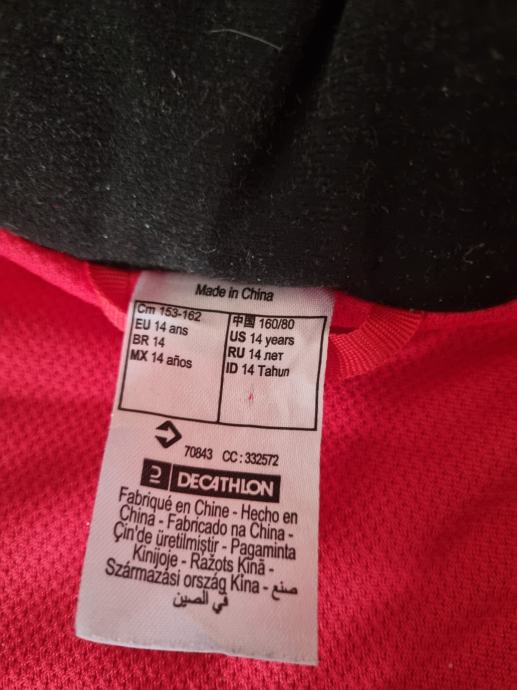 Made in China
Cm 153-162
EU 14 ans
BR 14
MX 14 años
中国 160/80
US 14 years
RU 14 лет
ID 14 Tahun
70843 CC : 332572
DECATHLON
Fabriqué en Chine - Hecho en
China - Fabricado na China -
Çin'de üretilmiştir - Pagaminta
Kinijoje - Ražots Ķīnā -
Származási ország Kína - صنع
في الصين